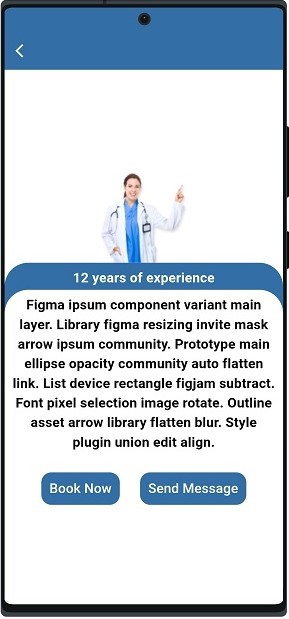 12 years of experience
Figma ipsum component variant main
layer. Library figma resizing invite mask
arrow ipsum community. Prototype main
ellipse opacity community auto flatten
link. List device rectangle figjam subtract.
Font pixel selection image rotate. Outline
asset arrow library flatten blur. Style
plugin union edit align.
Book Now
Send Message